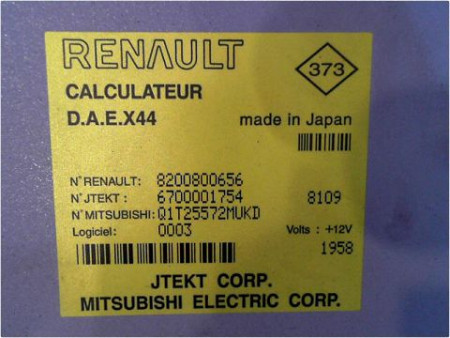 RENAULT
373
CALCULATEUR
D.A.E.X44 made in Japan
N°RENAULT: 8200800656
N°JTEKT: 6700001754 8109
N°MITSUBISHI: Q1T25572MUKD
Logiciel: 0003 Volts : +12V
1958
JTEKT CORP.
MITSUBISHI ELECTRIC CORP.